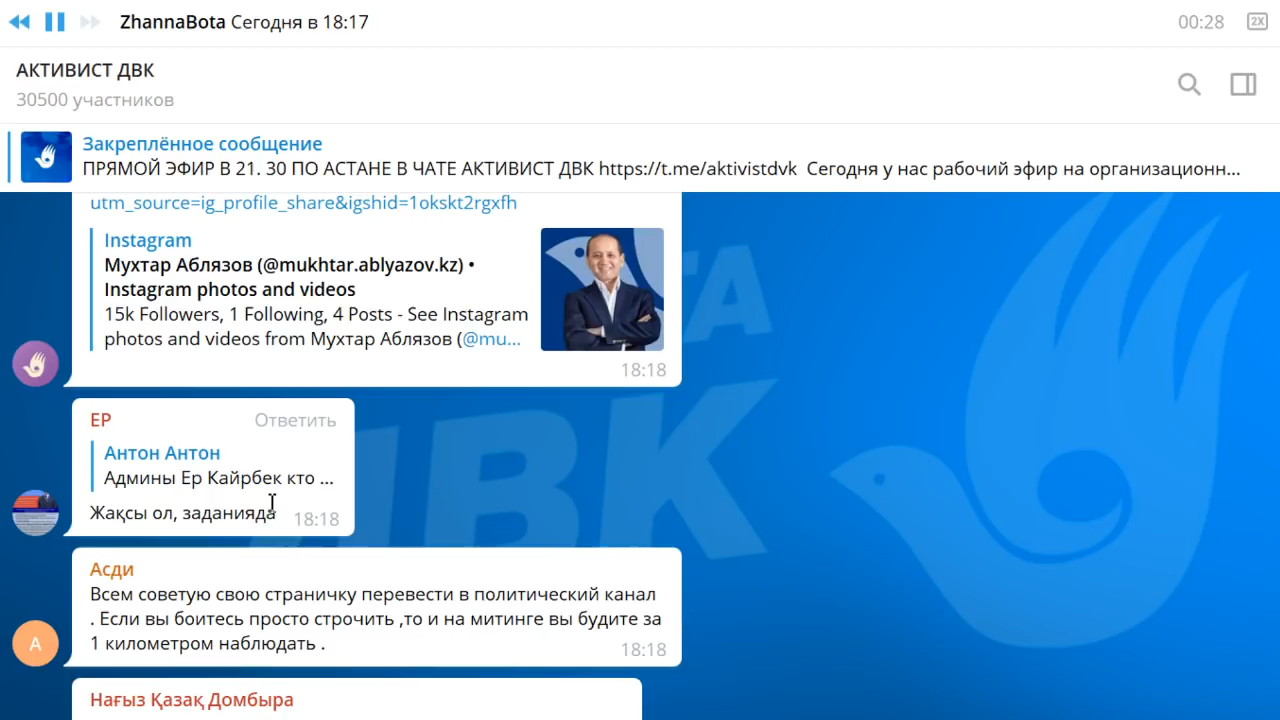 ZhannaBota Сегодня в 18:17
00:28
2X
АКТИВИСТ ДВК
30500 участников
Закреплённое сообщение
ПРЯМОЙ ЭФИР В 21. 30 ПО АСТАНЕ В ЧАТЕ АКТИВИСТ ДВК https://t.me/aktivistdvk Сегодня у нас рабочий эфир на организационн...
utm_source=ig_profile_share&igshid=1okskt2rgxfh
Instagram
Мухтар Аблязов (@mukhtar.ablyazov.kz) •
Instagram photos and videos
15k Followers, 1 Following, 4 Posts - See Instagram
photos and videos from Мухтар Аблязов (@mu...
18:18
ЕР
Ответить
Антон Антон
Админы Ер Кайрбек кто ...
Жақсы ол, заданияда
18:18
ДВК
Асди
Всем советую свою страничку перевести в политический канал
. Если вы боитесь просто строчить ,то и на митинге вы будите за
1 километром наблюдать .
18:18
А
Нағыз Қазақ Домбыра